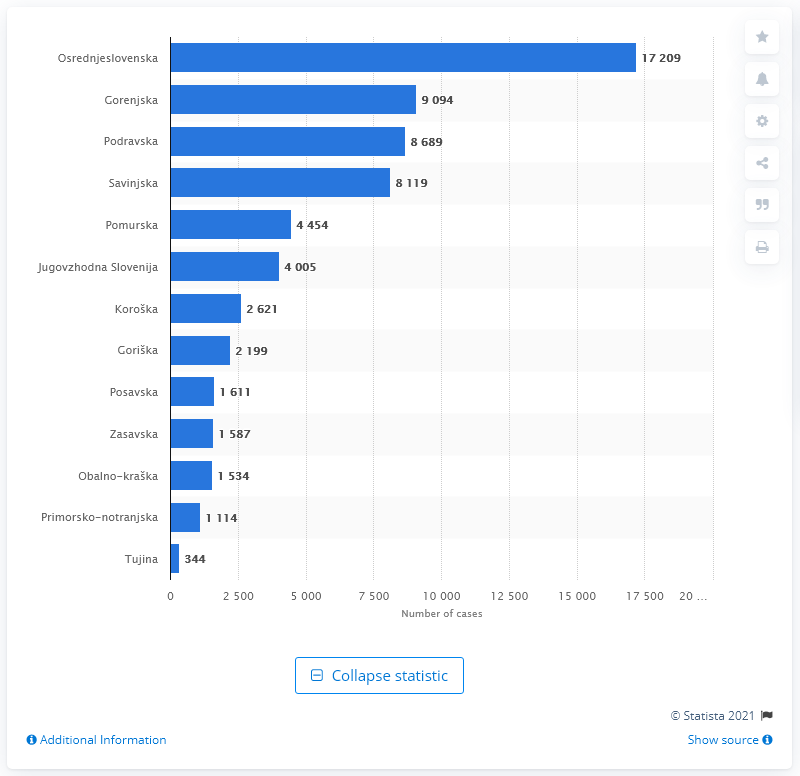 Osrednjeslovenska 17 209
Gorenjska 9 094
Podravska 8 689
Savinjska 8 119
Pomurska 4 454
Jugovzhodna Slovenija 4 005
Koroška 2 621
Goriška 2 199
Posavska 1 611
Zasavska 1 587
Obalno-kraška 1 534
Primorsko-notranjska 1 114
Tujina 344
0 2 500 5 000 7 500 10 000 12 500 15 000 17 500 20 ...
Number of cases
Collapse statistic
© Statista 2021
Additional Information Show source